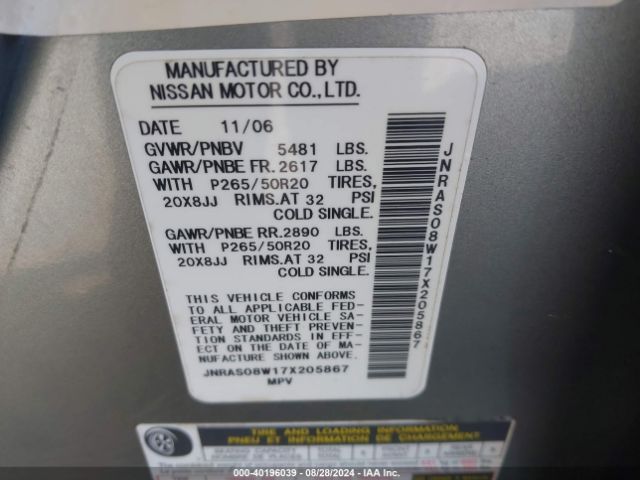 MANUFACTURED BY
NISSAN MOTOR CO.,LTD.
DATE 11/06
GVWR/PNBV 5481 LBS.
GAWR/PNBE FR.2617 LBS.
WITH P265/50R20 TIRES,
20X8JJ RIMS.AT 32 PSI
COLD SINGLE.
GAWR/PNBE RR.2890 LBS.
WITH P265/50R20 TIRES,
20X8JJ RIMS.AT 32 PSI
COLD SINGLE.
THIS VEHICLE CONFORMS
TO ALL APPLICABLE FED-
ERAL MOTOR VEHICLE SA-
FETY AND THEFT PREVEN-
TION STANDARDS IN EFF-
ECT ON THE DATE OF MA-
NUFACTURE SHOWN ABOVE.
JNRAS08W17X205867
MPV
JNRAS08W17X205867
TIRE AND LOADING INFORMATION
PNEU ET INFORMATION DE CHARGEMENT
SEATING CAPACITY
TOTAL
FRONT
000-40196039 - 08/28/2024 - IAA Inc.